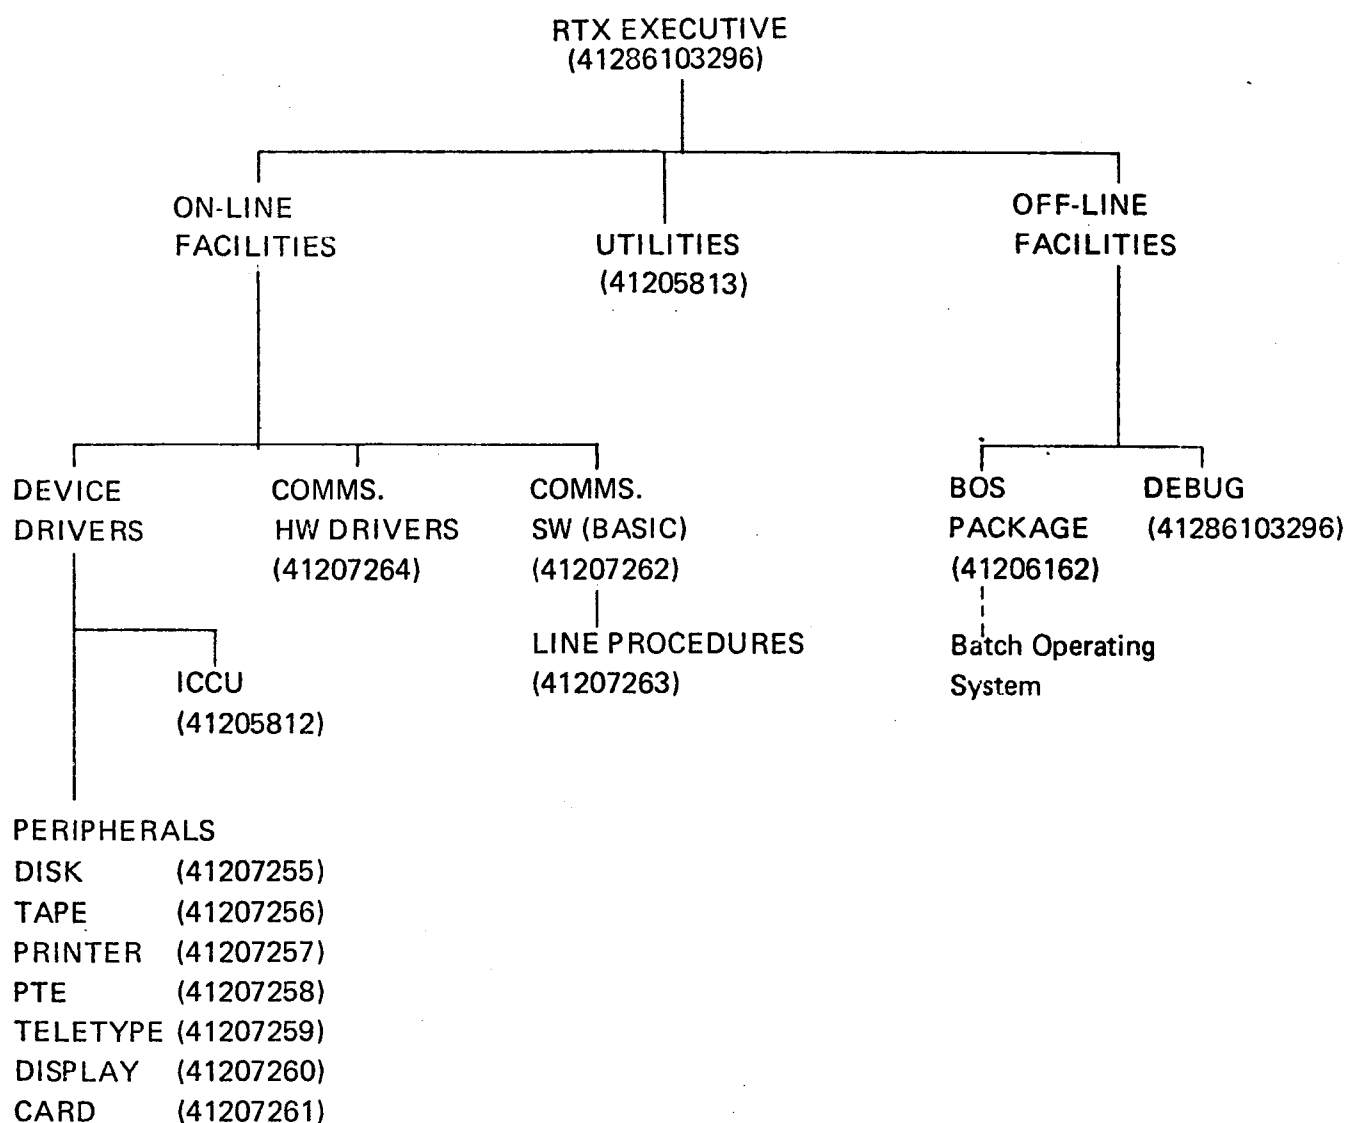 RTX EXECUTIVE
(41286103296)
ON-LINE
FACILITIES
UTILITIES
(41205813)
OFF-LINE
FACILITIES
DEVICE
DRIVERS
COMMS.
HW DRIVERS
(41207264)
COMMS.
SW (BASIC)
(41207262)
BOS
PACKAGE
(41206162)
DEBUG
(41286103296)
ICCU
(41205812)
LINE PROCEDURES
(41207263)
Batch Operating
System
PERIPHERALS
DISK (41207255)
TAPE (41207256)
PRINTER (41207257)
PTE (41207258)
TELETYPE (41207259)
DISPLAY (41207260)
CARD (41207261)